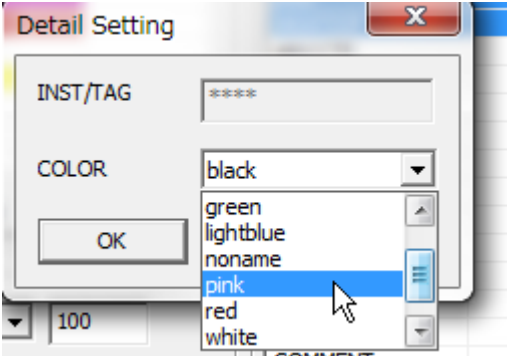 Detail Setting
INST/TAG
****
COLOR
black
green
lightblue
OK
noname
pink
red
100
white
COMMENT